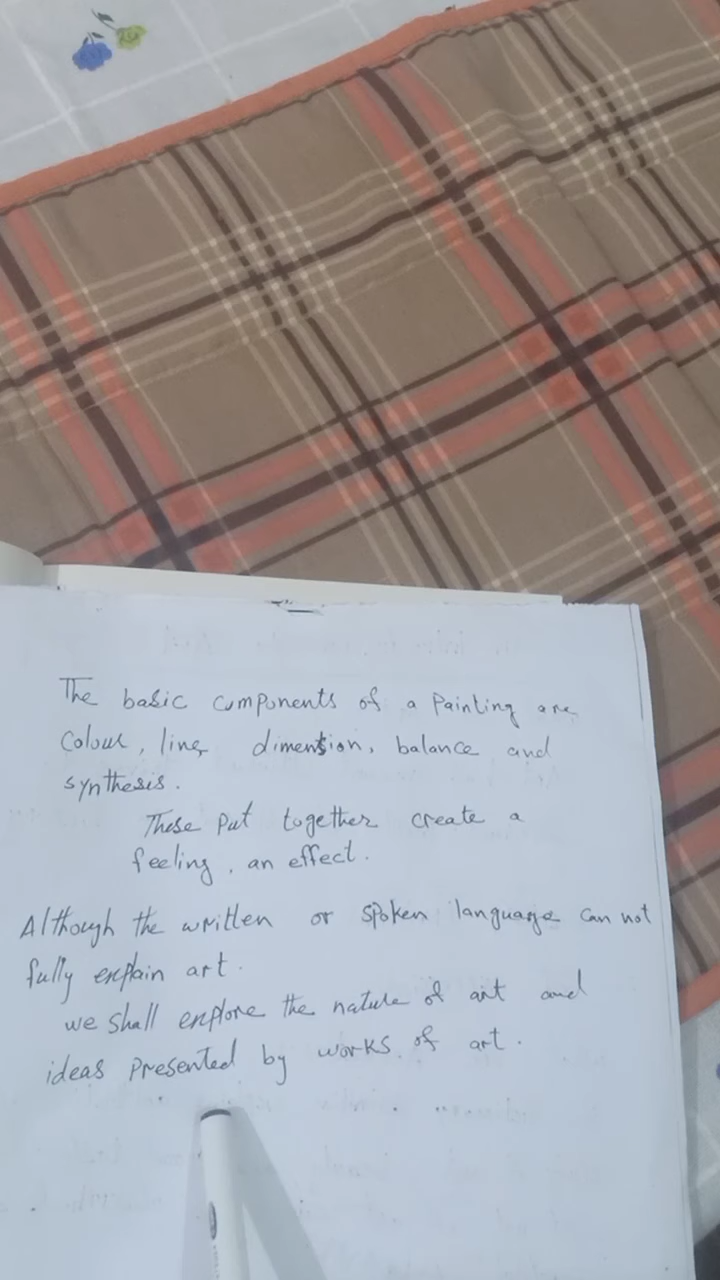 The basic components of a Painting are
Colour, line, dimension, balance and
synthesis.
These put together create a
feeling, an effect.
Although the written or spoken language can not
fully explain art.
we shall explore the nature of art and
ideas presented by works of art.